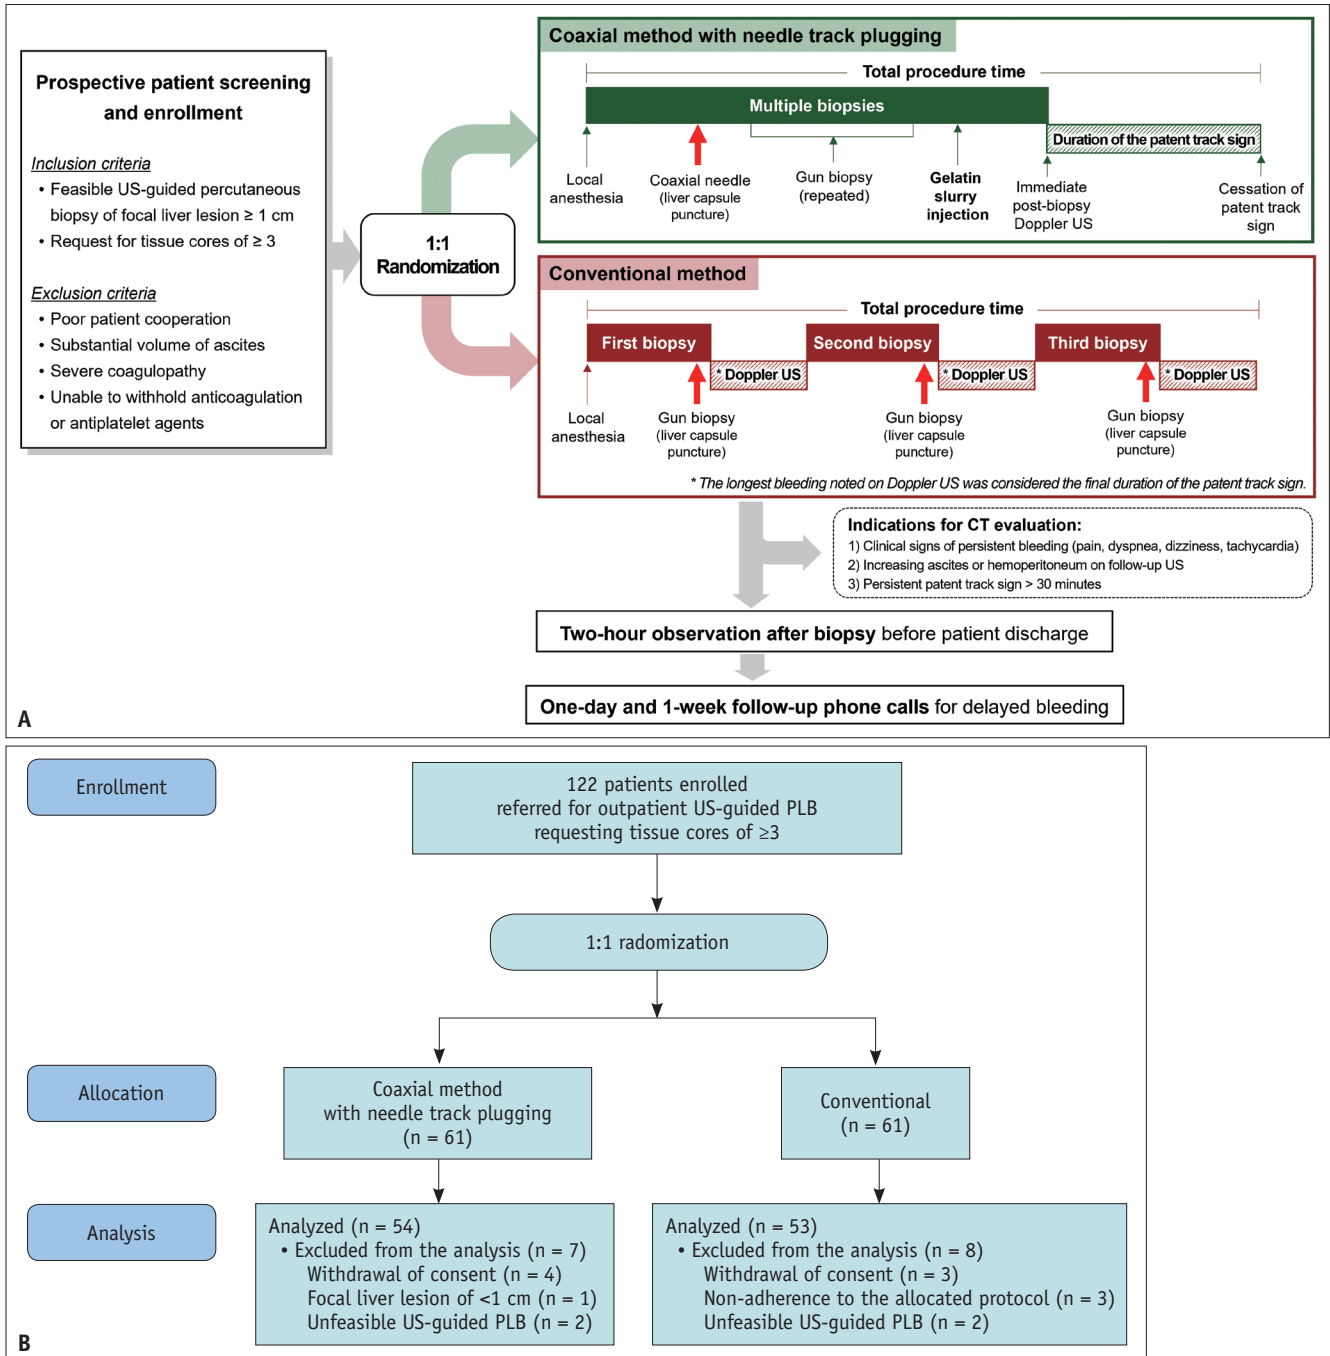 Prospective patient screening
and enrollment
Inclusion criteria
• Feasible US-guided percutaneous
biopsy of focal liver lesion ≥ 1 cm
• Request for tissue cores of ≥ 3
Exclusion criteria
• Poor patient cooperation
• Substantial volume of ascites
• Severe coagulopathy
• Unable to withhold anticoagulation
or antiplatelet agents
1:1
Randomization
Coaxial method with needle track plugging
Total procedure time
Multiple biopsies
Duration of the patent track sign
Local
anesthesia
Coaxial needle
(liver capsule
puncture)
Gun biopsy
(repeated)
Gelatin
slurry
injection
Immediate
post-biopsy
Doppler US
Cessation of
patent track
sign
Conventional method
Total procedure time
First biopsy
Second biopsy
Third biopsy
* Doppler US
* Doppler US
* Doppler US
Local
anesthesia
Gun biopsy
(liver capsule
puncture)
Gun biopsy
(liver capsule
puncture)
Gun biopsy
(liver capsule
puncture)
* The longest bleeding noted on Doppler US was considered the final duration of the patent track sign.
Indications for CT evaluation:
1) Clinical signs of persistent bleeding (pain, dyspnea, dizziness, tachycardia)
2) Increasing ascites or hemoperitoneum on follow-up US
3) Persistent patent track sign > 30 minutes
Two-hour observation after biopsy before patient discharge
One-day and 1-week follow-up phone calls for delayed bleeding
A
Enrollment
122 patients enrolled
referred for outpatient US-guided PLB
requesting tissue cores of ≥3
1:1 radomization
Allocation
Coaxial method
with needle track plugging
(n = 61)
Conventional
(n = 61)
Analysis
Analyzed (n = 54)
• Excluded from the analysis (n = 7)
Withdrawal of consent (n = 4)
Focal liver lesion of <1 cm (n = 1)
Unfeasible US-guided PLB (n = 2)
Analyzed (n = 53)
• Excluded from the analysis (n = 8)
Withdrawal of consent (n = 3)
Non-adherence to the allocated protocol (n = 3)
Unfeasible US-guided PLB (n = 2)
B